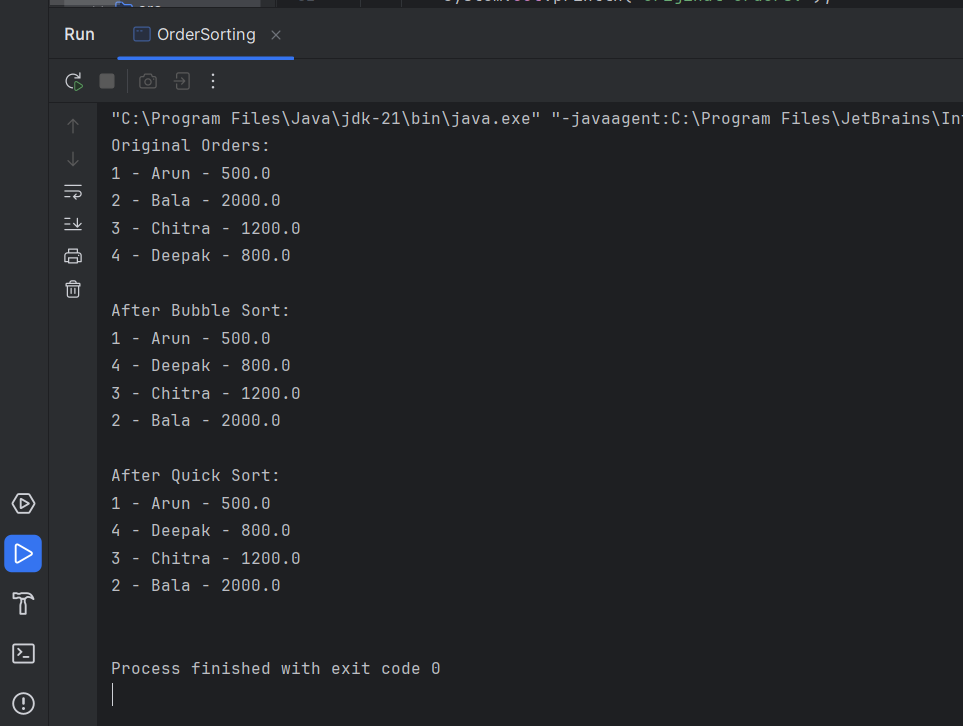 Run OrderSorting
"C:\Program Files\Java\jdk-21\bin\java.exe" "-javaagent:C:\Program Files\JetBrains\Int
Original Orders:
1 - Arun - 500.0
2 - Bala - 2000.0
3 - Chitra - 1200.0
4 - Deepak - 800.0
After Bubble Sort:
1 - Arun - 500.0
4 - Deepak - 800.0
3 - Chitra - 1200.0
2 - Bala - 2000.0
After Quick Sort:
1 - Arun - 500.0
4 - Deepak - 800.0
3 - Chitra - 1200.0
2 - Bala - 2000.0
Process finished with exit code 0